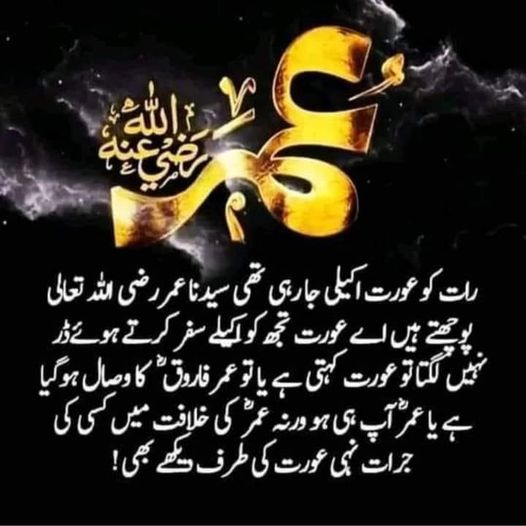 عمر رضي الله عنه
رات کو عورت اکیلی جارہی تھی سیدنا عمر رضی اللہ تعالی
پوچھتے ہیں اے عورت تجھ کو اکیلے سفر کرتے ہوئے ڈر
نہیں لگتا تو عورت کہتی ہے یا تو عمر فاروقؓ کا وصال ہوگیا
ہے یا عمرؓ آپ ہی ہو ورنہ عمرؓ کی خلافت میں کسی کی
جرات نہی عورت کی طرف دیکھے بھی!